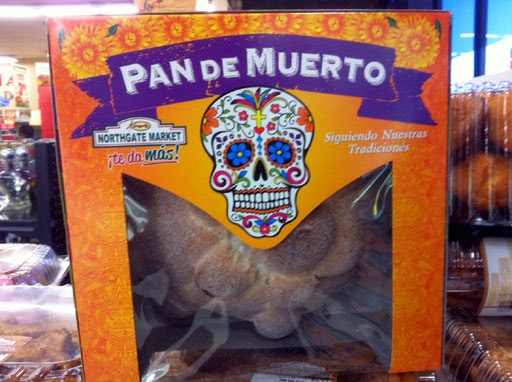 PAN DE MUERTO
NORTHGATE MARKET
¡te da más!
Siguiendo Nuestras
Tradiciones